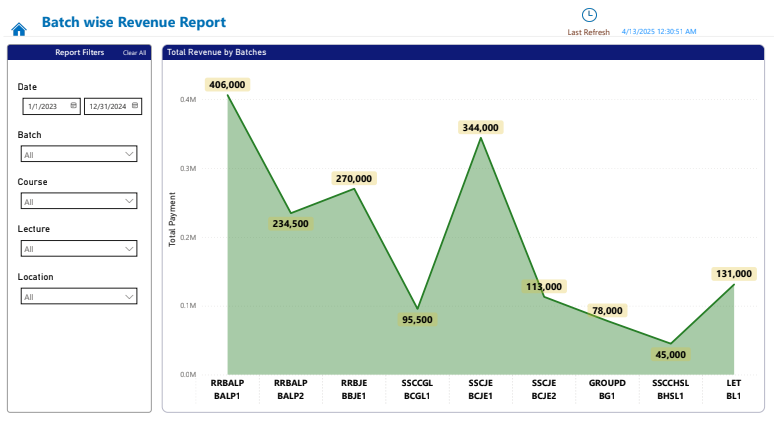 Batch wise Revenue Report
Last Refresh 4/13/2025 12:30:51 AM
Report Filters Clear All
Date
1/1/2023 12/31/2024
Batch
All
Course
All
Lecture
All
Location
All
Total Revenue by Batches
Total Payment
0.4M
0.3M
0.2M
0.1M
0.0M
406,000
234,500
270,000
95,500
344,000
113,000
78,000
45,000
131,000
RRBALP RRBALP RRBJE SSCCGL SSCJE SSCJE GROUPD SSCCHSL LET
BALP1 BALP2 BBJE1 BCGL1 BCJE1 BCJE2 BG1 BHSL1 BL1